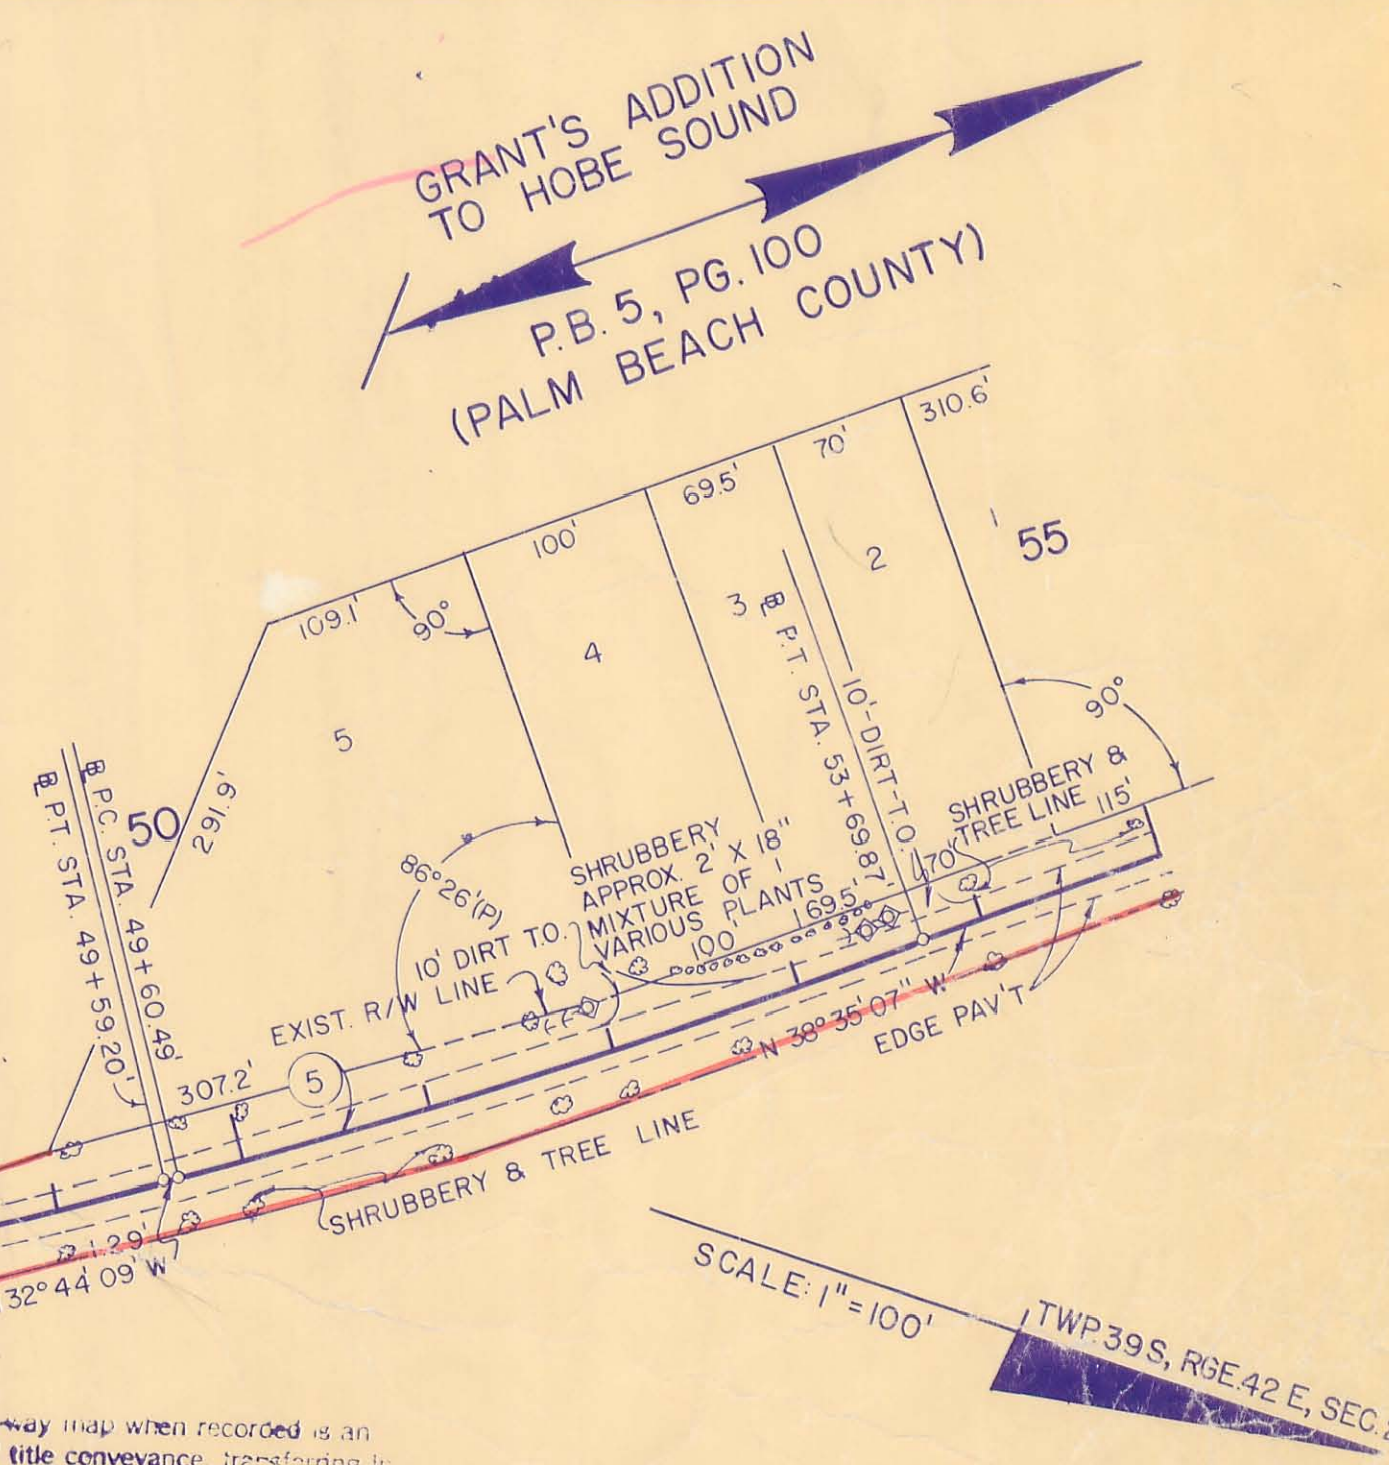 GRANT'S ADDITION
TO HOBE SOUND
P.B. 5, PG. 100
(PALM BEACH COUNTY)
310.6'
70'
69.5'
100'
109.1'
90°
2
1
55
3
4
5
P.T. STA. 53+69.87
10'-DIRT-T.O.
90°
50
291.9'
P.C. STA. 49+60.49'
P.T. STA. 49+59.20'
86°26'(P)
SHRUBBERY
APPROX. 2' X 18"
MIXTURE OF
VARIOUS PLANTS
SHRUBBERY &
TREE LINE
115'
70'
69.5'
100'
10' DIRT T.O.
EXIST. R/W LINE
307.2'
5
N 38°35'07" W
EDGE PAV'T
SHRUBBERY & TREE LINE
1.29'
32°44'09" W
SCALE: 1"=100'
TWP.39S, RGE.42E, SEC.
way map when recorded is an
title conveyance, transferring